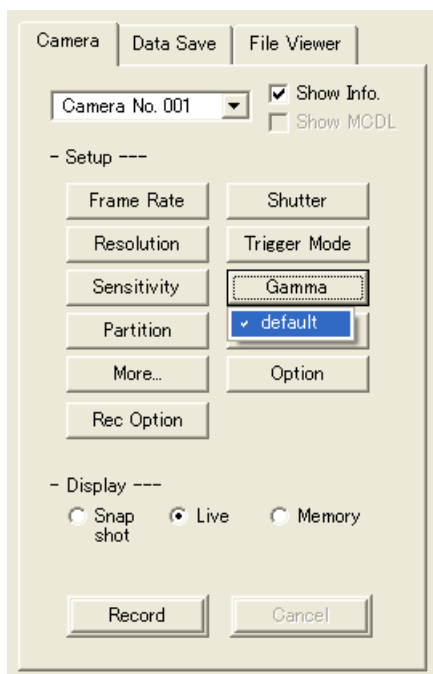 Camera
Data Save
File Viewer
Camera No. 001
Show Info.
Show MCDL
- Setup ---
Frame Rate
Shutter
Resolution
Trigger Mode
Sensitivity
Gamma
Partition
default
More...
Option
Rec Option
- Display ---
Snap
shot
Live
Memory
Record
Cancel